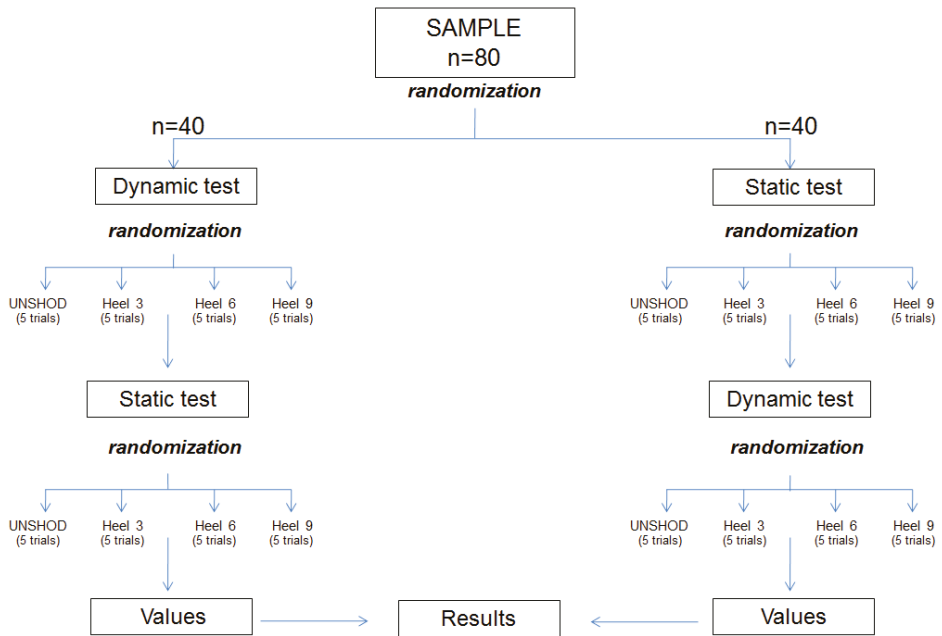 SAMPLE
n=80
randomization
n=40
n=40
Dynamic test
Static test
randomization
randomization
UNSHOD
(5 trials)
Heel 3
(5 trials)
Heel 6
(5 trials)
Heel 9
(5 trials)
UNSHOD
(5 trials)
Heel 3
(5 trials)
Heel 6
(5 trials)
Heel 9
(5 trials)
Static test
Dynamic test
randomization
randomization
UNSHOD
(5 trials)
Heel 3
(5 trials)
Heel 6
(5 trials)
Heel 9
(5 trials)
UNSHOD
(5 trials)
Heel 3
(5 trials)
Heel 6
(5 trials)
Heel 9
(5 trials)
Values
Results
Values